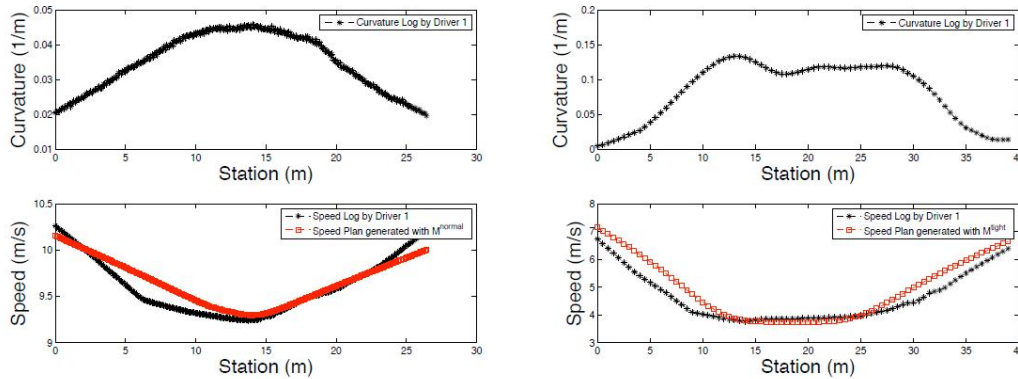 0.05
0.04
0.03
0.02
0.01
Curvature (1/m)
0 5 10 15 20 25 30
Station (m)
Curvature Log by Driver 1
0.2
0.15
0.1
0.05
0
Curvature (1/m)
0 5 10 15 20 25 30 35 40
Station (m)
Curvature Log by Driver 1
10.5
10
9.5
9
Speed (m/s)
0 5 10 15 20 25 30
Station (m)
Speed Log by Driver 1
Speed Plan generated with M^normal
8
7
6
5
4
3
Speed (m/s)
0 5 10 15 20 25 30 35 40
Station (m)
Speed Log by Driver 1
Speed Plan generated with M^tight